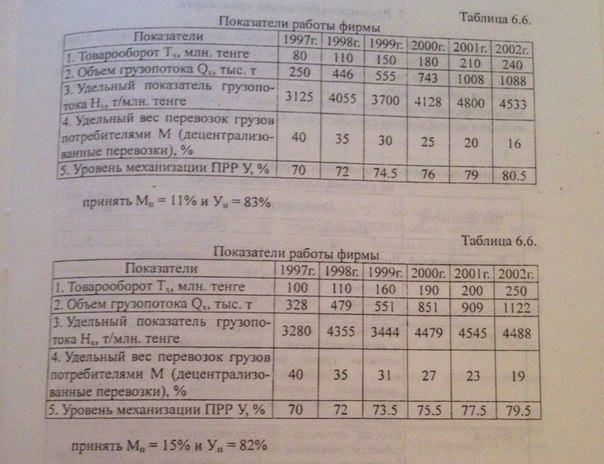 Таблица 6.6.
Показатели работы фирмы
Показатели 1997г. 1998г. 1999г. 2000г. 2001г. 2002г.
1. Товарооборот Тх, млн. тенге 80 110 150 180 210 240
2. Объем грузопотока Qх, тыс. т 250 446 555 743 1008 1088
3. Удельный показатель грузопо-
тока Нх, т/млн. тенге 3125 4055 3700 4128 4800 4533
4. Удельный вес перевозок грузов
потребителями М (децентрализо-
ванные перевозки), % 40 35 30 25 20 16
5. Уровень механизации ПРР У, % 70 72 74.5 76 79 80.5
принять Мп = 11% и Уп = 83%
Таблица 6.6.
Показатели работы фирмы
Показатели 1997г. 1998г. 1999г. 2000г. 2001г. 2002г.
1. Товарооборот Тх, млн. тенге 100 110 160 190 200 250
2. Объем грузопотока Qх, тыс. т 328 479 551 851 909 1122
3. Удельный показатель грузопо-
тока Нх, т/млн. тенге 3280 4355 3444 4479 4545 4488
4. Удельный вес перевозок грузов
потребителями М (децентрализо-
ванные перевозки), % 40 35 31 27 23 19
5. Уровень механизации ПРР У, % 70 72 73.5 75.5 77.5 79.5
принять Мп = 15% и Уп = 82%